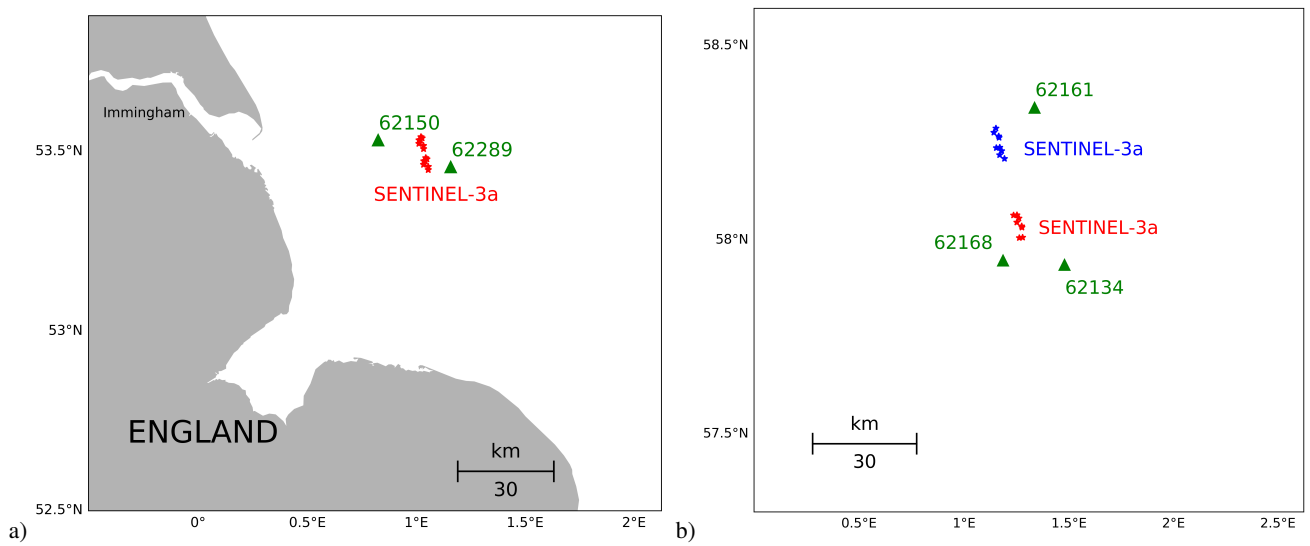 Immingham
62150
62289
SENTINEL-3a
ENGLAND
km
30
53.5°N
53°N
52.5°N
0°
0.5°E
1°E
1.5°E
2°E
a)
58.5°N
58°N
57.5°N
62161
SENTINEL-3a
SENTINEL-3a
62168
62134
km
30
0.5°E
1°E
1.5°E
2°E
2.5°E
b)